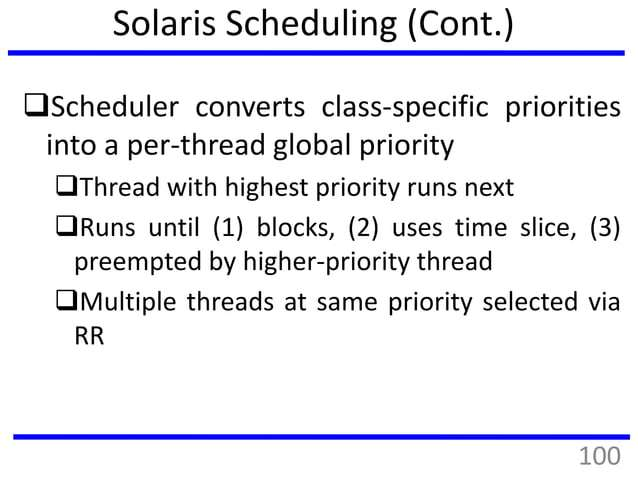 Solaris Scheduling (Cont.)
❑Scheduler converts class-specific priorities
into a per-thread global priority
❑Thread with highest priority runs next
❑Runs until (1) blocks, (2) uses time slice, (3)
preempted by higher-priority thread
❑Multiple threads at same priority selected via
RR
100